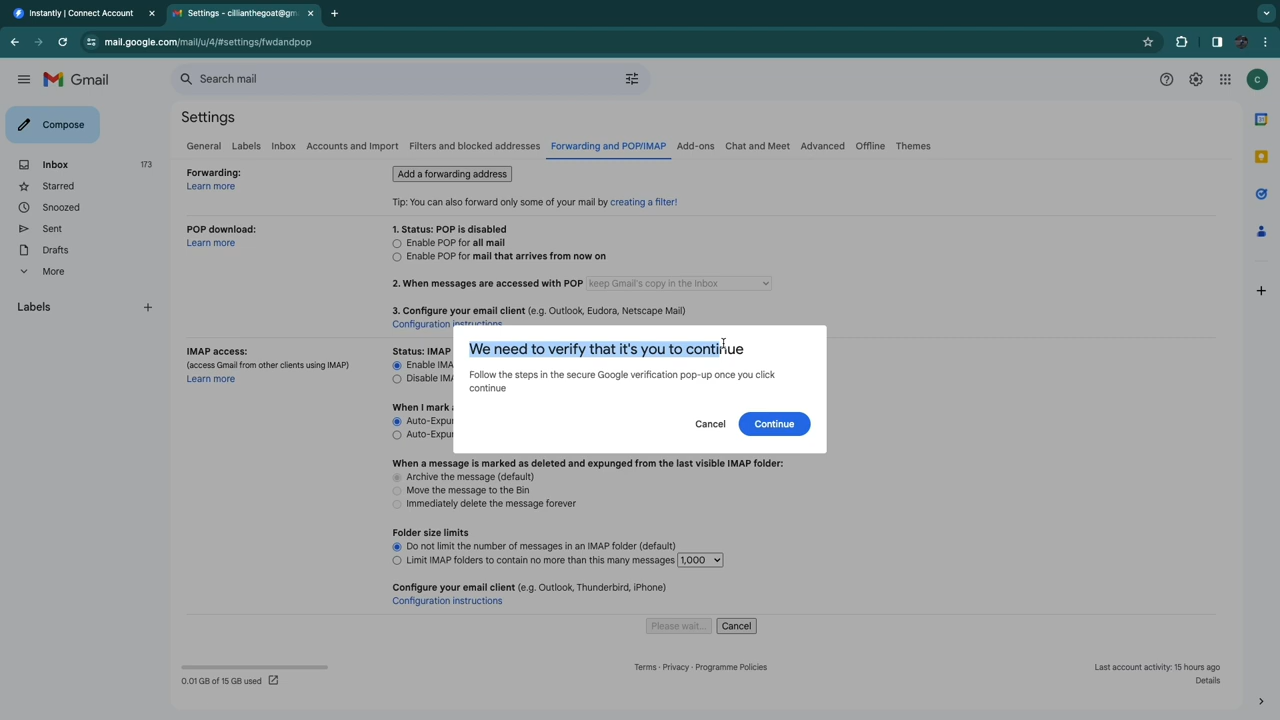 Instantly | Connect Account
Settings - cillianthegoat@gm
mail.google.com/mail/u/4/#settings/fwdandpop
Gmail
Search mail
C
Compose
Inbox 173
Starred
Snoozed
Sent
Drafts
More
Labels
Settings
General Labels Inbox Accounts and Import Filters and blocked addresses Forwarding and POP/IMAP Add-ons Chat and Meet Advanced Offline Themes
Forwarding:
Learn more
Add a forwarding address
Tip: You can also forward only some of your mail by creating a filter!
POP download:
Learn more
1. Status: POP is disabled
Enable POP for all mail
Enable POP for mail that arrives from now on
2. When messages are accessed with POP keep Gmail's copy in the Inbox
3. Configure your email client (e.g. Outlook, Eudora, Netscape Mail)
Configuration instructions
IMAP access:
(access Gmail from other clients using IMAP)
Learn more
Status: IMAP
Enable IMA
Disable IMA
When I mark a
Auto-Expu
Auto-Expu
We need to verify that it's you to continue
Follow the steps in the secure Google verification pop-up once you click
continue
Cancel Continue
When a message is marked as deleted and expunged from the last visible IMAP folder:
Archive the message (default)
Move the message to the Bin
Immediately delete the message forever
Folder size limits
Do not limit the number of messages in an IMAP folder (default)
Limit IMAP folders to contain no more than this many messages 1,000
Configure your email client (e.g. Outlook, Thunderbird, iPhone)
Configuration instructions
Please wait... Cancel
0.01 GB of 15 GB used
Terms · Privacy · Programme Policies
Last account activity: 15 hours ago
Details